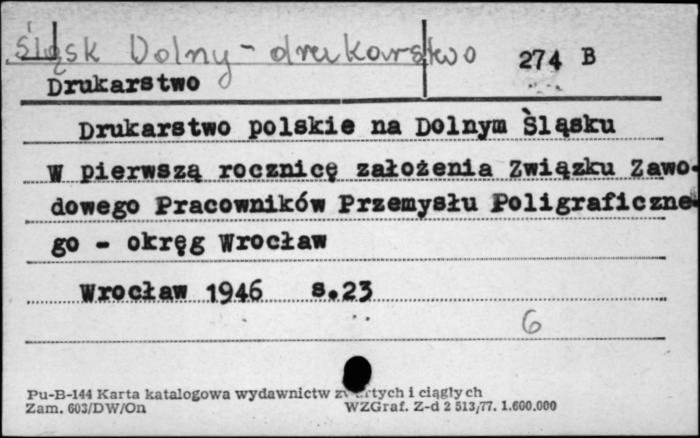 Śląsk Dolny - drukarstwo 274 B
Drukarstwo
Drukarstwo polskie na Dolnym Śląsku
W pierwszą rocznicę założenia Związku Zawo-
dowego Pracowników Przemysłu Poligraficzne-
go - okręg Wrocław
Wrocław 1946 s.23
6
Pu-B-144 Karta katalogowa wydawnictw i ciągłych
Zam. 603/DW/On WZGraf. Z-d 2 513/77. 1.600.000